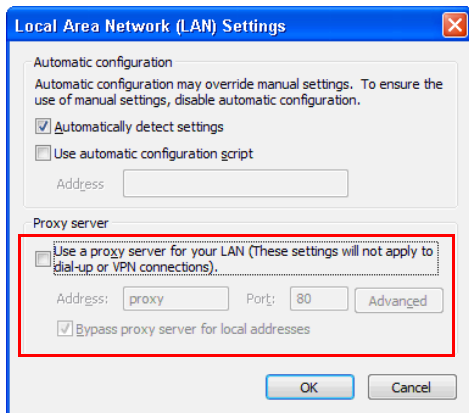 Local Area Network (LAN) Settings
Automatic configuration
Automatic configuration may override manual settings. To ensure the
use of manual settings, disable automatic configuration.
Automatically detect settings
Use automatic configuration script
Address
Proxy server
Use a proxy server for your LAN (These settings will not apply to
dial-up or VPN connections).
Address: proxy Port: 80 Advanced
Bypass proxy server for local addresses
OK Cancel